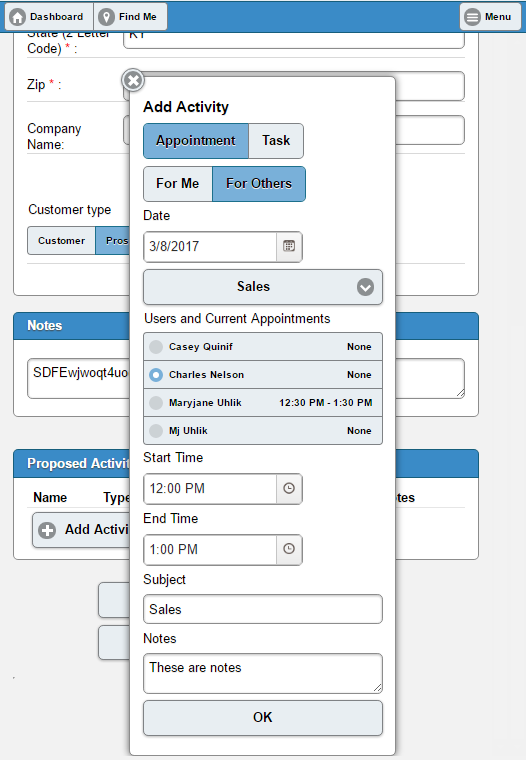 Dashboard Find Me Menu
State (2 Letter
Code) * : KY
Zip * :
Company
Name:
Customer type
Customer Pros
Notes
SDFEwjwoqt4uo
Proposed Activit
Name Type tes
Add Activi
Add Activity
Appointment Task
For Me For Others
Date
3/8/2017
Sales
Users and Current Appointments
Casey Quinif None
Charles Nelson None
Maryjane Uhlik 12:30 PM - 1:30 PM
Mj Uhlik None
Start Time
12:00 PM
End Time
1:00 PM
Subject
Sales
Notes
These are notes
OK